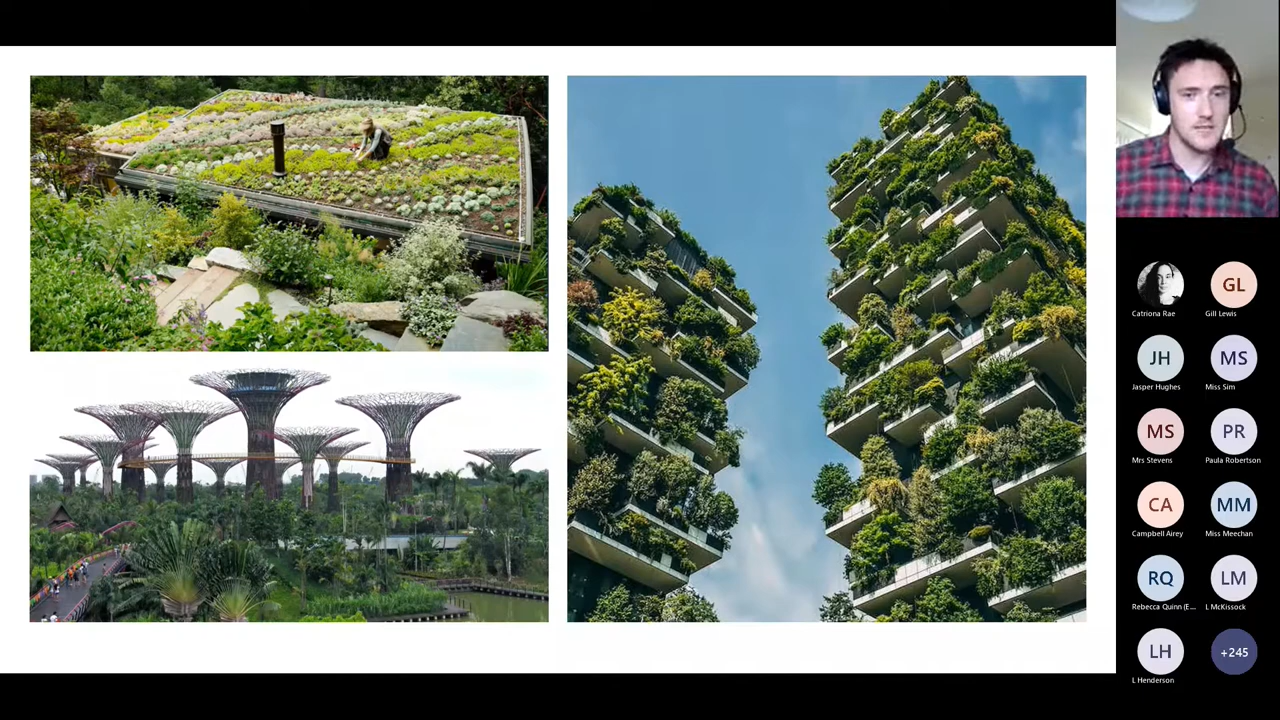 GL
Catriona Rae
Gill Lewis
JH
MS
Jasper Hughes
Miss Sim
MS
PR
Mrs Stevens
Paula Robertson
CA
MM
Campbell Airey
Miss Meechan
RQ
LM
Rebecca Quinn (E...
L McKissock
LH
+245
L Henderson